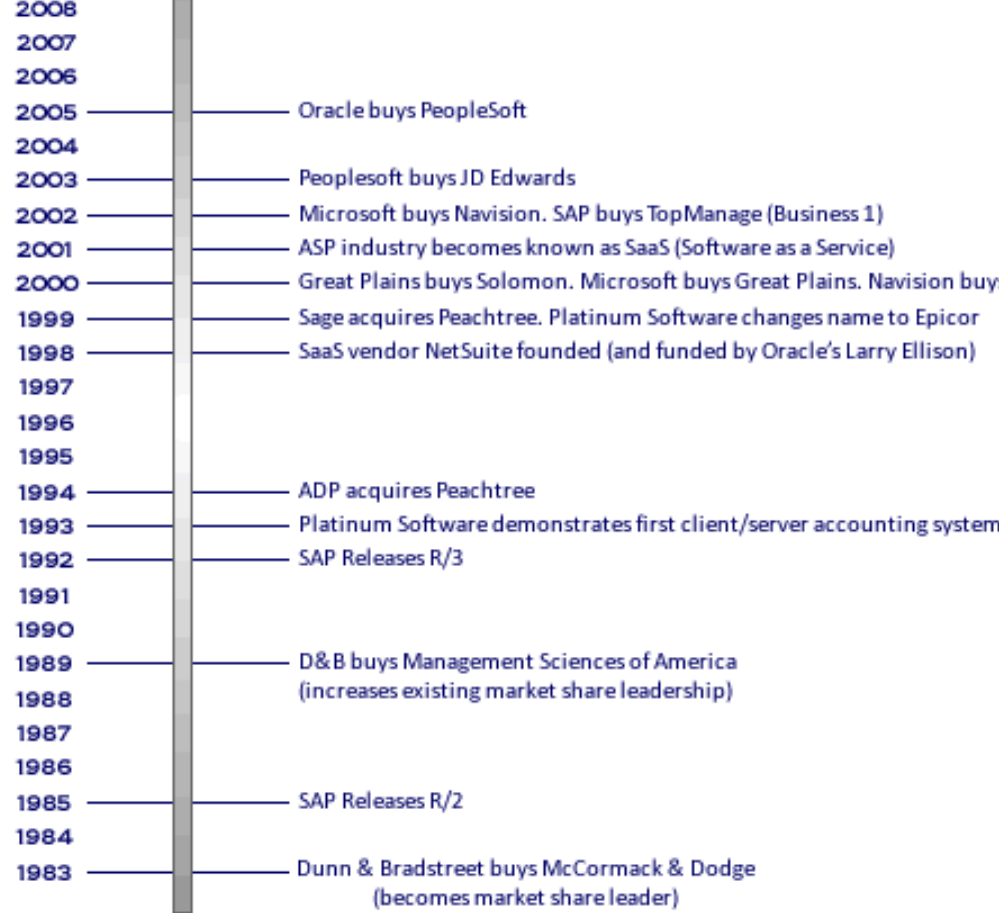 2008
2007
2006
2005 Oracle buys PeopleSoft
2004
2003 Peoplesoft buys JD Edwards
2002 Microsoft buys Navision. SAP buys TopManage (Business 1)
2001 ASP industry becomes known as SaaS (Software as a Service)
2000 Great Plains buys Solomon. Microsoft buys Great Plains. Navision buys
1999 Sage acquires Peachtree. Platinum Software changes name to Epicor
1998 SaaS vendor NetSuite founded (and funded by Oracle's Larry Ellison)
1997
1996
1995
1994 ADP acquires Peachtree
1993 Platinum Software demonstrates first client/server accounting system
1992 SAP Releases R/3
1991
1990
1989 D&B buys Management Sciences of America
(increases existing market share leadership)
1988
1987
1986
1985 SAP Releases R/2
1984
1983 Dunn & Bradstreet buys McCormack & Dodge
(becomes market share leader)